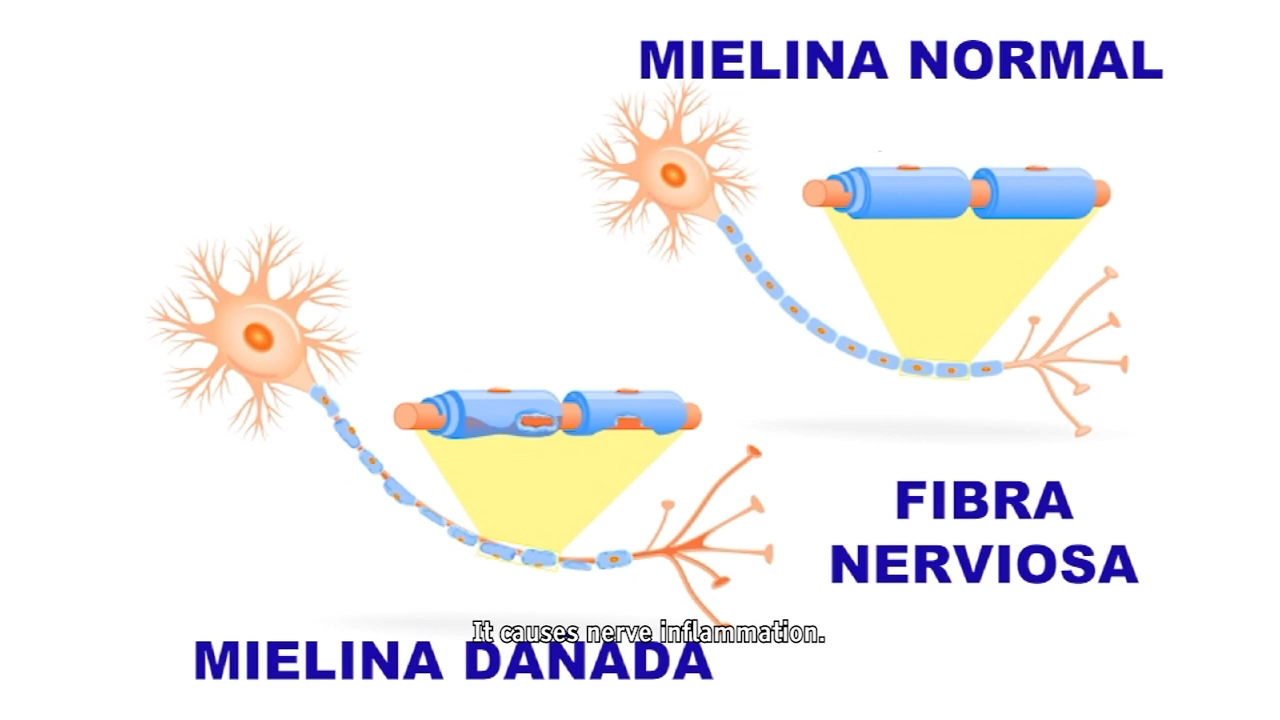 MIELINA NORMAL
FIBRA
NERVIOSA
It causes nerve inflammation.
MIELINA DAÑADA